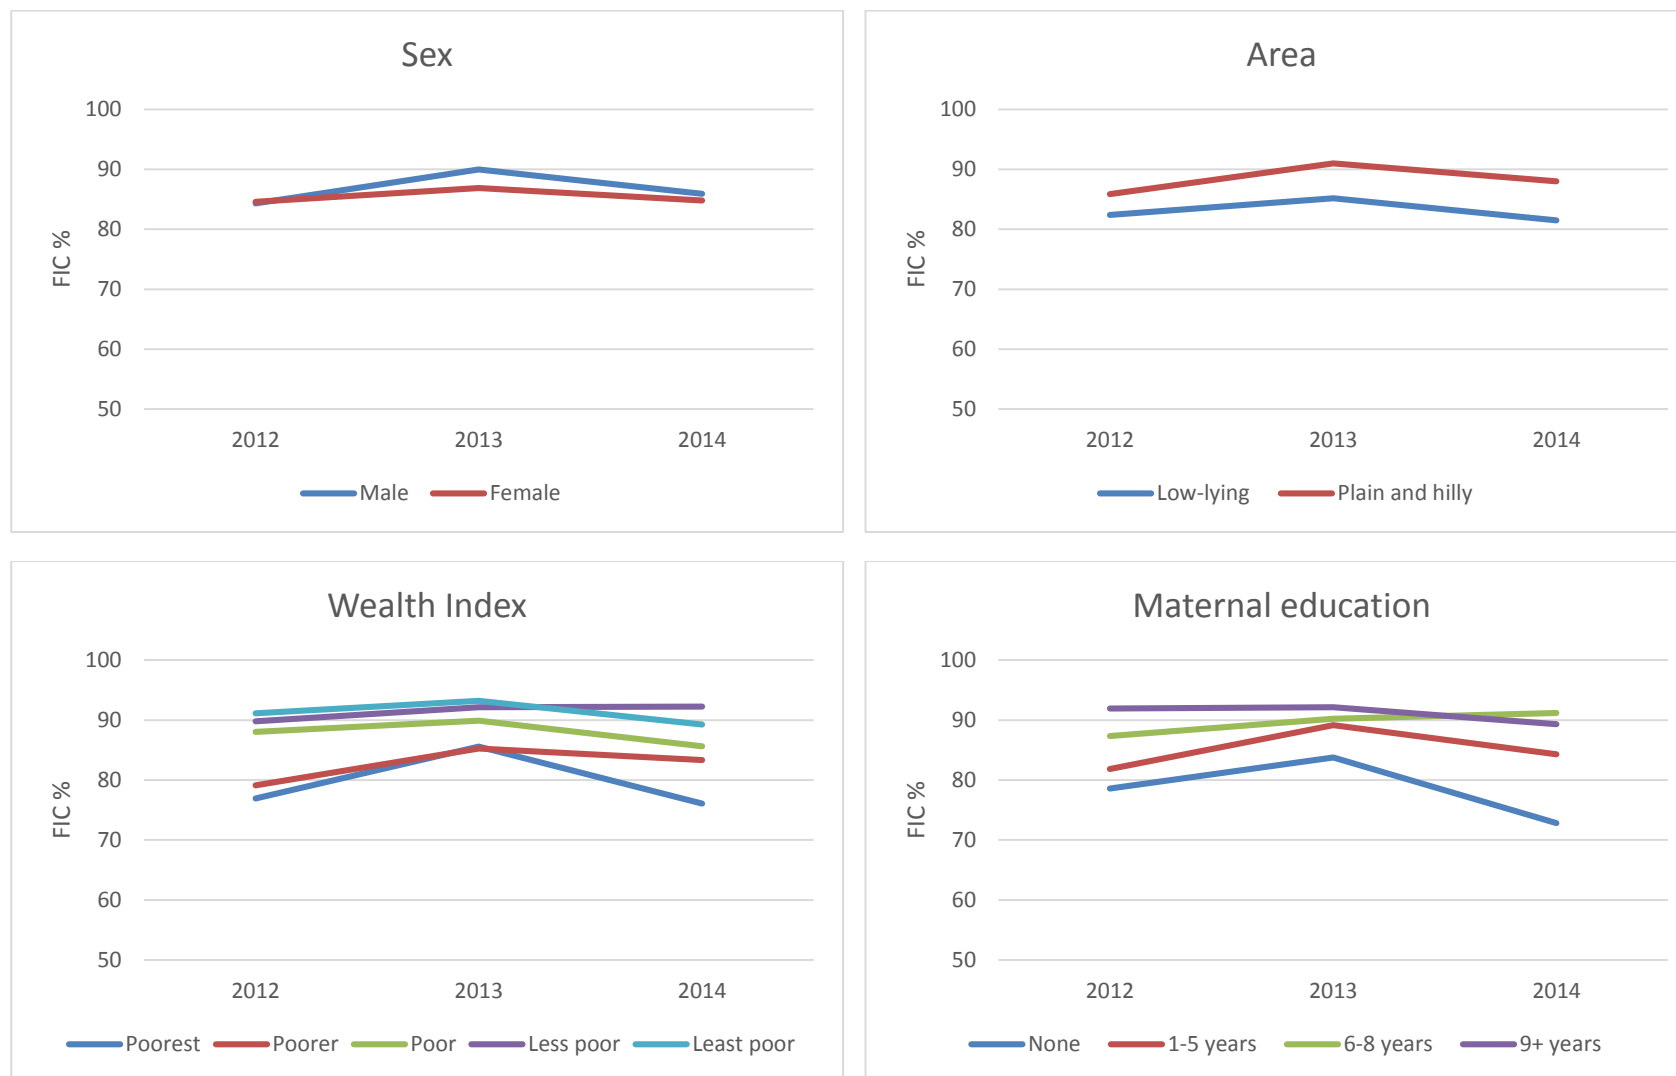 Sex
100
90
80
70
60
50
FIC %
2012 2013 2014
Male Female
Area
100
90
80
70
60
50
FIC %
2012 2013 2014
Low-lying Plain and hilly
Wealth Index
100
90
80
70
60
50
FIC %
2012 2013 2014
Poorest Poorer Poor Less poor Least poor
Maternal education
100
90
80
70
60
50
FIC %
2012 2013 2014
None 1-5 years 6-8 years 9+ years